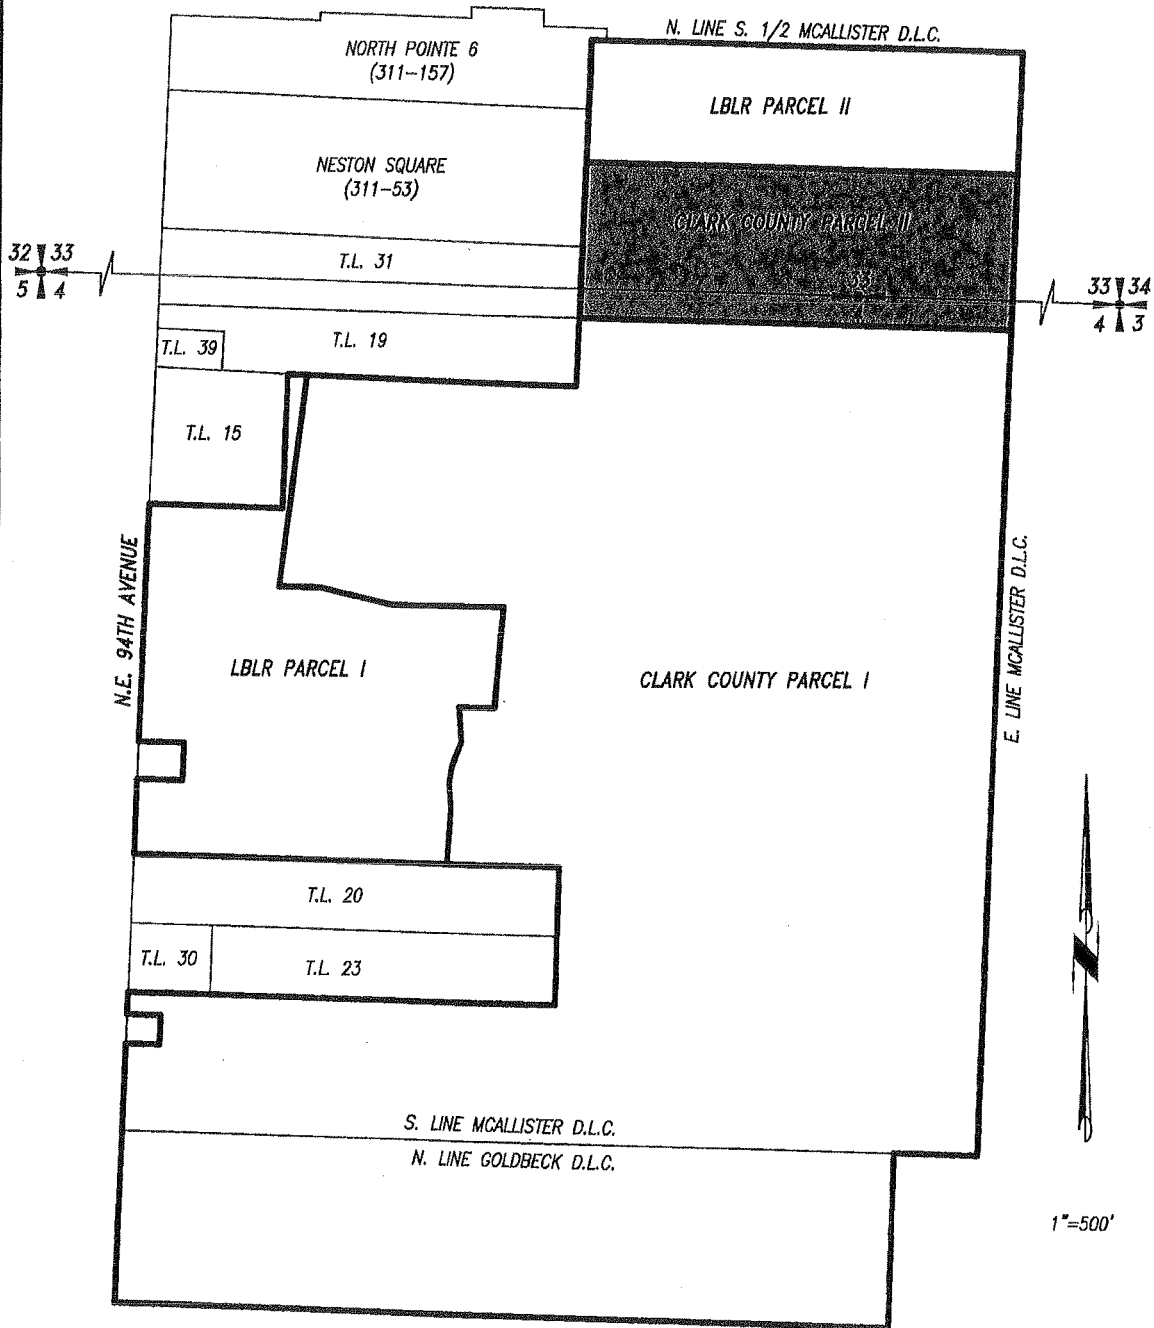 N. LINE S. 1/2 MCALLISTER D.L.C.
NORTH POINTE 6
(311-157)
LBLR PARCEL II
NESTON SQUARE
(311-53)
CLARK COUNTY PARCEL II
32 33
5 4
T.L. 31
33
4
33 34
4 3
T.L. 39
T.L. 19
T.L. 15
N.E. 94TH AVENUE
E. LINE MCALLISTER D.L.C.
LBLR PARCEL I
CLARK COUNTY PARCEL I
T.L. 20
T.L. 30
T.L. 23
S. LINE MCALLISTER D.L.C.
N. LINE GOLDBECK D.L.C.
1"=500'